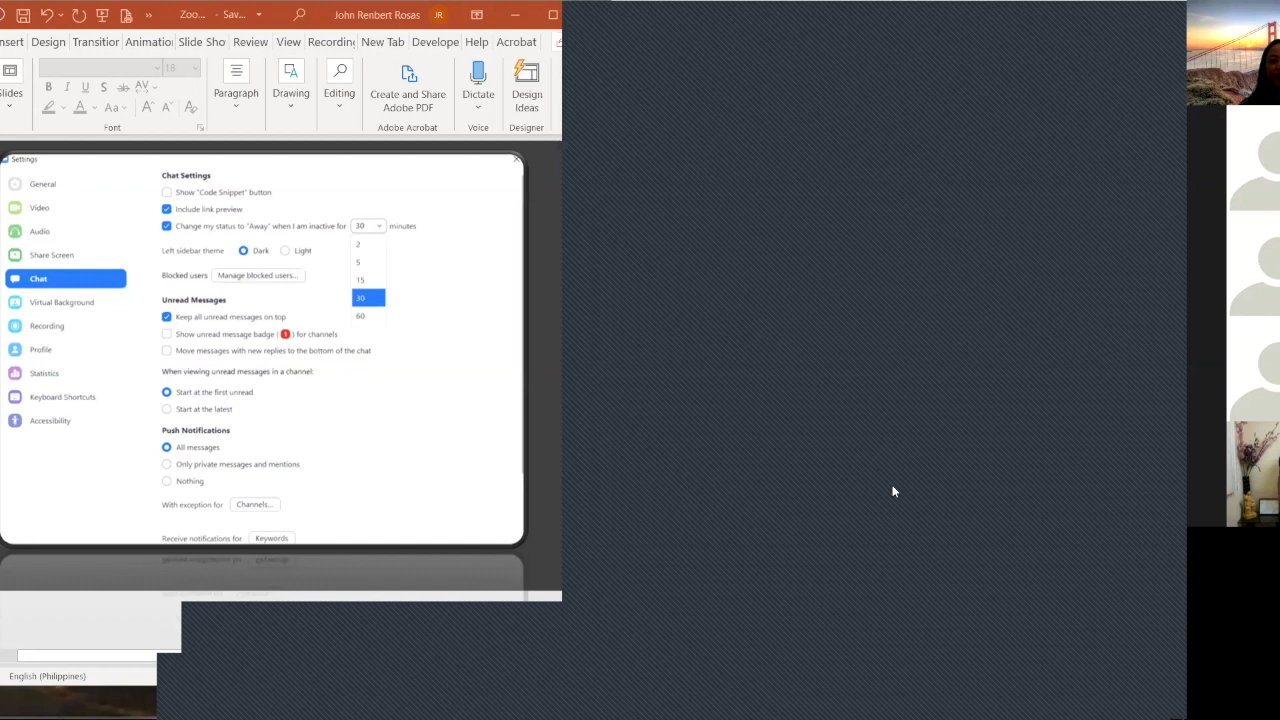 Zoo... - Sav...
John Renbert Rosas
JR
nsert Design Transition Animatio Slide Sho Review View Recording New Tab Develope Help Acrobat
18
Slides
B I U S ab AV
Aa A A
Font
Paragraph
Drawing
Editing
Create and Share
Adobe PDF
Adobe Acrobat
Dictate
Voice
Design
Ideas
Designer
Settings
General
Video
Audio
Share Screen
Chat
Virtual Background
Recording
Profile
Statistics
Keyboard Shortcuts
Accessibility
Chat Settings
Show "Code Snippet" button
Include link preview
Change my status to "Away" when I am inactive for 30 minutes
2
5
15
30
60
Left sidebar theme Dark Light
Blocked users Manage blocked users...
Unread Messages
Keep all unread messages on top
Show unread message badge ( 1 ) for channels
Move messages with new replies to the bottom of the chat
When viewing unread messages in a channel:
Start at the first unread
Start at the latest
Push Notifications
All messages
Only private messages and mentions
Nothing
With exception for Channels...
Receive notifications for Keywords
English (Philippines)